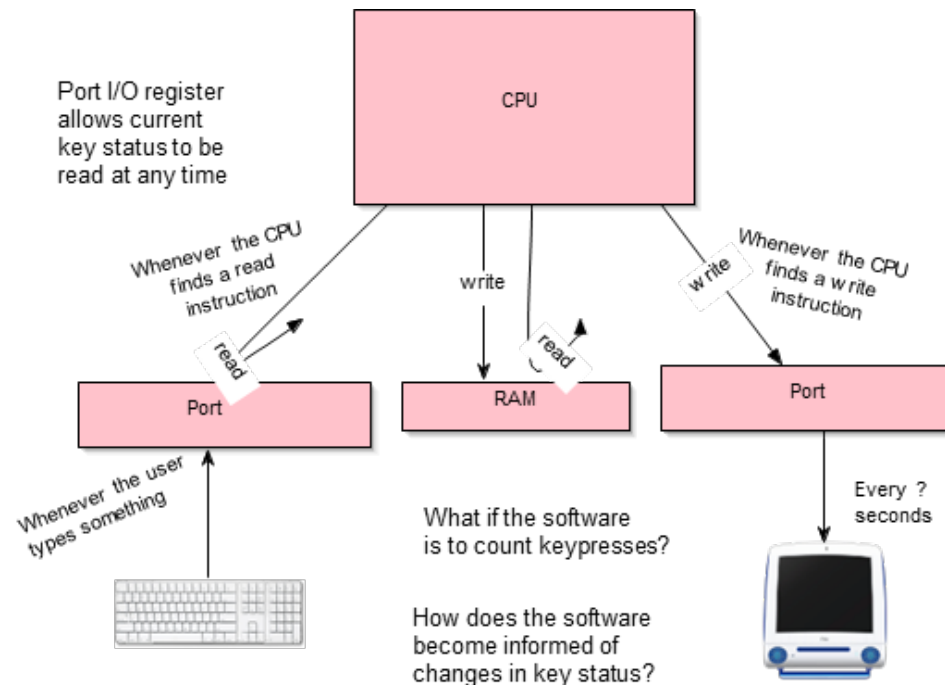 CPU
Port I/O register
allows current
key status to be
read at any time
Whenever the CPU
finds a read
instruction
read
write
read
write
Whenever the CPU
finds a write
instruction
Port
RAM
Port
Whenever the user
types something
Every ?
seconds
What if the software
is to count keypresses?
How does the software
become informed of
changes in key status?